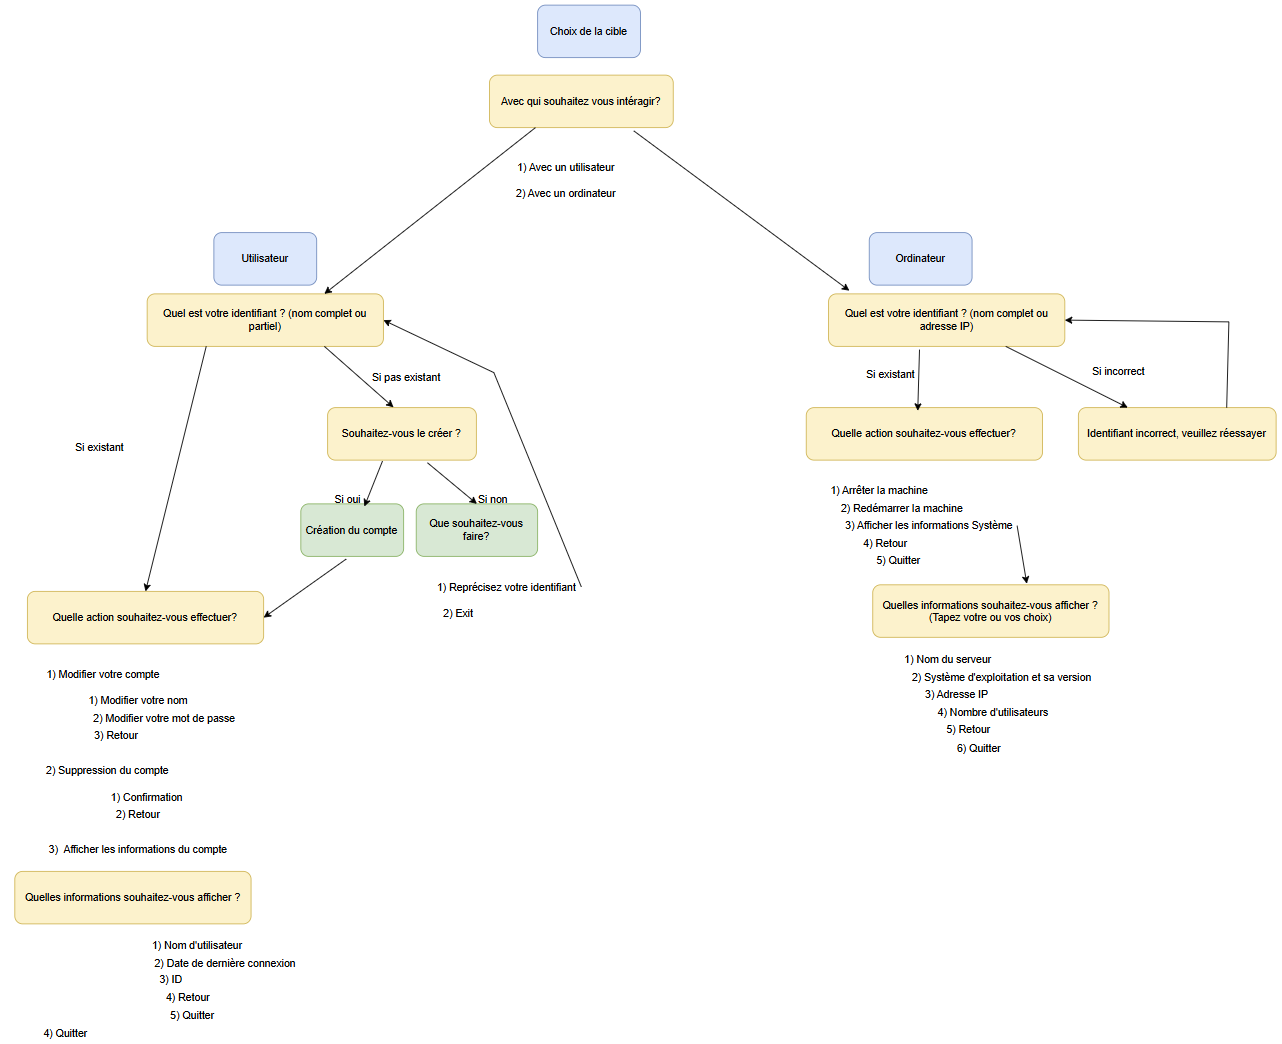 Choix de la cible
Avec qui souhaitez vous intéragir?
1) Avec un utilisateur
2) Avec un ordinateur
Utilisateur
Quel est votre identifiant ? (nom complet ou
partiel)
Si pas existant
Si existant
Souhaitez-vous le créer ?
Si oui
Si non
Création du compte
Que souhaitez-vous
faire?
1) Reprécisez votre identifiant
2) Exit
Quelle action souhaitez-vous effectuer?
1) Modifier votre compte
1) Modifier votre nom
2) Modifier votre mot de passe
3) Retour
2) Suppression du compte
1) Confirmation
2) Retour
3) Afficher les informations du compte
Quelles informations souhaitez-vous afficher ?
1) Nom d'utilisateur
2) Date de dernière connexion
3) ID
4) Retour
5) Quitter
4) Quitter
Ordinateur
Quel est votre identifiant ? (nom complet ou
adresse IP)
Si existant
Si incorrect
Quelle action souhaitez-vous effectuer?
Identifiant incorrect, veuillez réessayer
1) Arrêter la machine
2) Redémarrer la machine
3) Afficher les informations Système
4) Retour
5) Quitter
Quelles informations souhaitez-vous afficher ?
(Tapez votre ou vos choix)
1) Nom du serveur
2) Système d'exploitation et sa version
3) Adresse IP
4) Nombre d'utilisateurs
5) Retour
6) Quitter